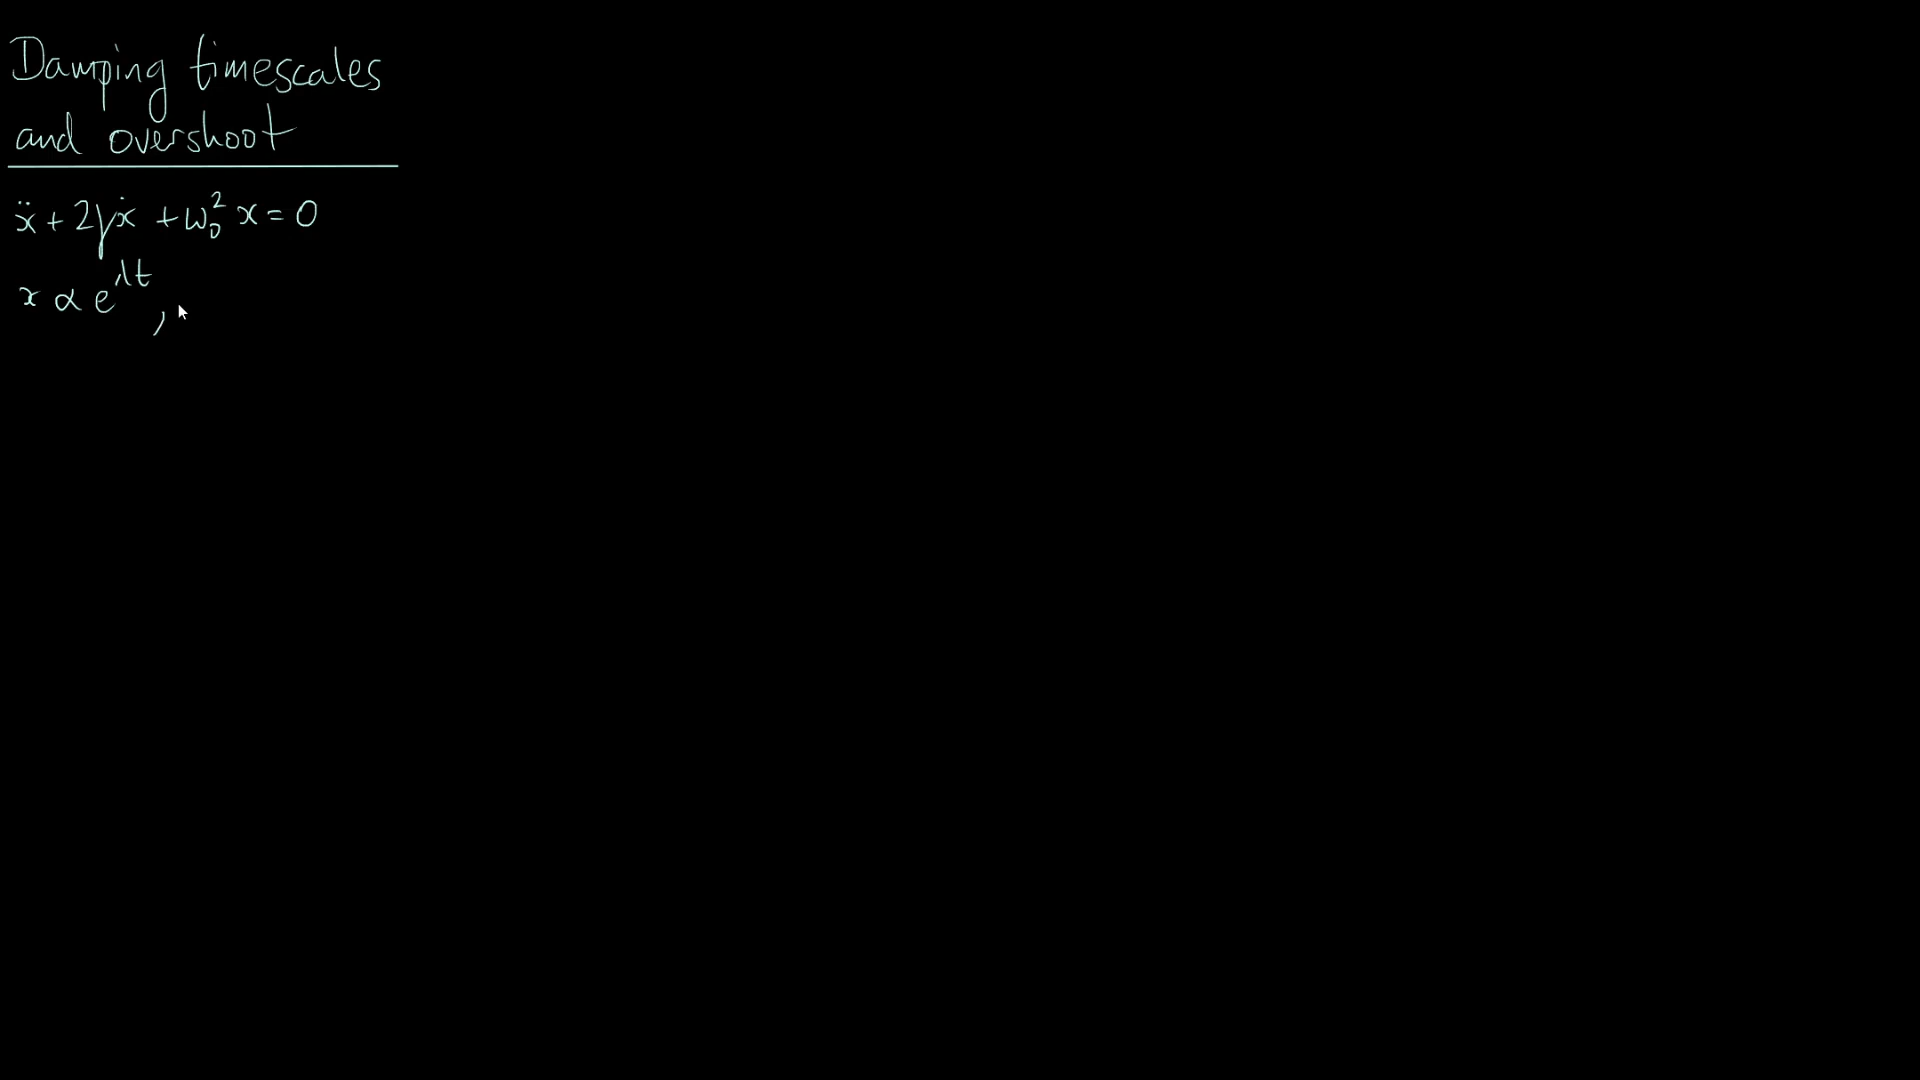 Damping timescales
and overshoot
ẍ + 2γẋ + ω₀² x = 0
x ∝ e^λt ,